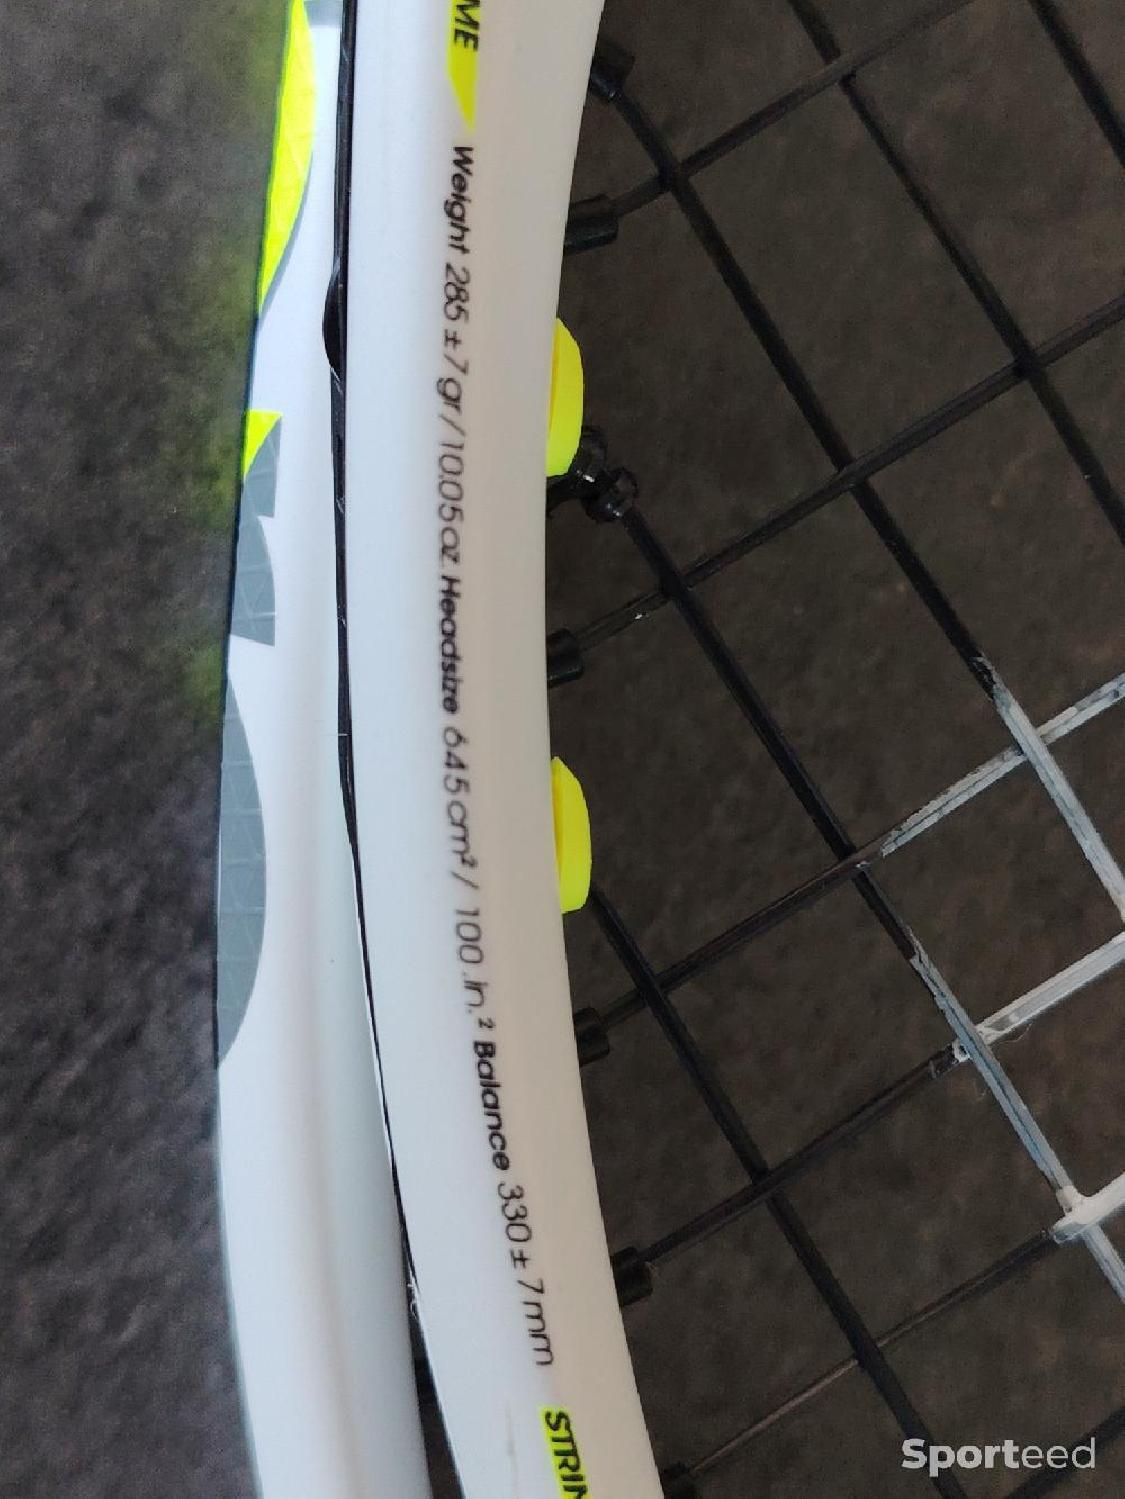 ME
Weight 285 ± 7 gr / 10.05 oz Headsize 645 cm² / 100 .in.² Balance 330 ± 7 mm
STRIN
Sporteed